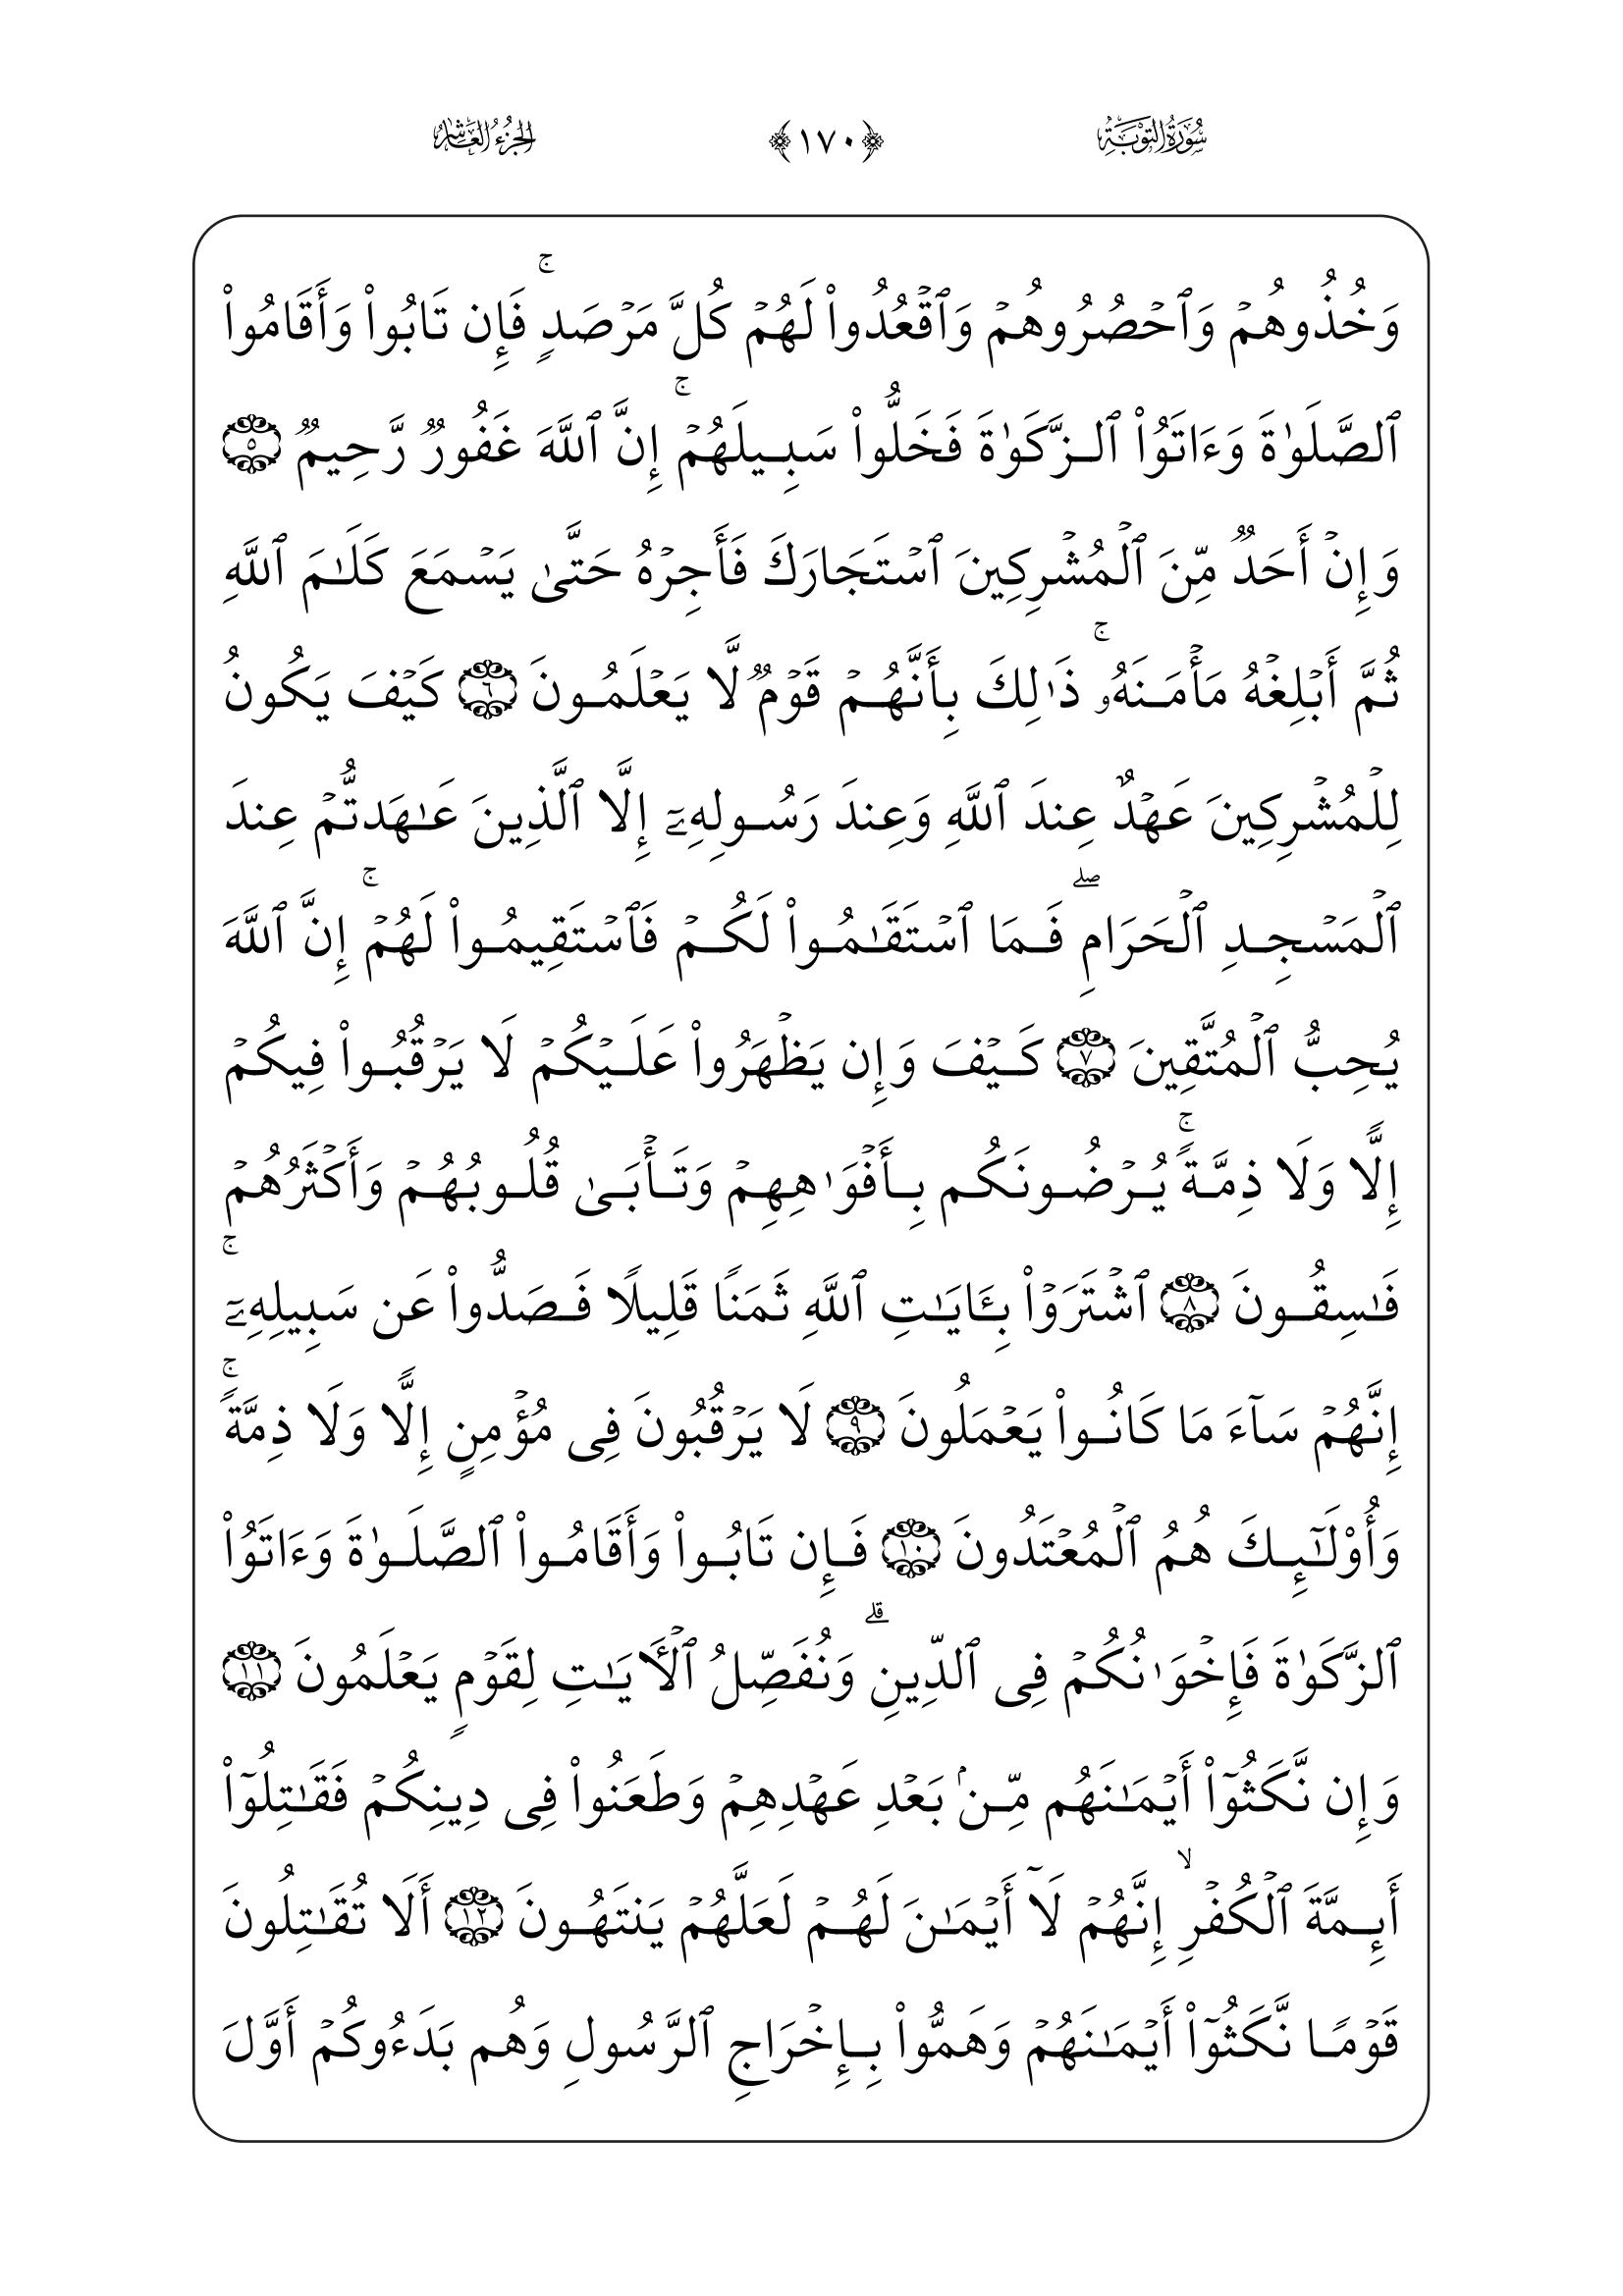 سُورَةُ التَّوۡبَةِ ﴿١٧٠﴾ الجُزۡءُ العَاشِرُ
وَخُذُوهُمۡ وَٱحۡصُرُوهُمۡ وَٱقۡعُدُواْ لَهُمۡ كُلَّ مَرۡصَدٖۚ فَإِن تَابُواْ وَأَقَامُواْ
ٱلصَّلَوٰةَ وَءَاتَوُاْ ٱلزَّكَوٰةَ فَخَلُّواْ سَبِيلَهُمۡۚ إِنَّ ٱللَّهَ غَفُورٞ رَّحِيمٞ ٥
وَإِنۡ أَحَدٞ مِّنَ ٱلۡمُشۡرِكِينَ ٱسۡتَجَارَكَ فَأَجِرۡهُ حَتَّىٰ يَسۡمَعَ كَلَٰمَ ٱللَّهِ
ثُمَّ أَبۡلِغۡهُ مَأۡمَنَهُۥۚ ذَٰلِكَ بِأَنَّهُمۡ قَوۡمٞ لَّا يَعۡلَمُونَ ٦ كَيۡفَ يَكُونُ
لِلۡمُشۡرِكِينَ عَهۡدٌ عِندَ ٱللَّهِ وَعِندَ رَسُولِهِۦٓ إِلَّا ٱلَّذِينَ عَٰهَدتُّمۡ عِندَ
ٱلۡمَسۡجِدِ ٱلۡحَرَامِۖ فَمَا ٱسۡتَقَٰمُواْ لَكُمۡ فَٱسۡتَقِيمُواْ لَهُمۡۚ إِنَّ ٱللَّهَ
يُحِبُّ ٱلۡمُتَّقِينَ ٧ كَيۡفَ وَإِن يَظۡهَرُواْ عَلَيۡكُمۡ لَا يَرۡقُبُواْ فِيكُمۡ
إِلّٗا وَلَا ذِمَّةٗۚ يُرۡضُونَكُم بِأَفۡوَٰهِهِمۡ وَتَأۡبَىٰ قُلُوبُهُمۡ وَأَكۡثَرُهُمۡ
فَٰسِقُونَ ٨ ٱشۡتَرَوۡاْ بِـَٔايَٰتِ ٱللَّهِ ثَمَنٗا قَلِيلٗا فَصَدُّواْ عَن سَبِيلِهِۦٓۚ
إِنَّهُمۡ سَآءَ مَا كَانُواْ يَعۡمَلُونَ ٩ لَا يَرۡقُبُونَ فِي مُؤۡمِنٍ إِلّٗا وَلَا ذِمَّةٗۚ
وَأُوْلَٰٓئِكَ هُمُ ٱلۡمُعۡتَدُونَ ١٠ فَإِن تَابُواْ وَأَقَامُواْ ٱلصَّلَوٰةَ وَءَاتَوُاْ
ٱلزَّكَوٰةَ فَإِخۡوَٰنُكُمۡ فِي ٱلدِّينِۗ وَنُفَصِّلُ ٱلۡأٓيَٰتِ لِقَوۡمٖ يَعۡلَمُونَ ١١
وَإِن نَّكَثُوٓاْ أَيۡمَٰنَهُم مِّنۢ بَعۡدِ عَهۡدِهِمۡ وَطَعَنُواْ فِي دِينِكُمۡ فَقَٰتِلُوٓاْ
أَئِمَّةَ ٱلۡكُفۡرِۙ إِنَّهُمۡ لَآ أَيۡمَٰنَ لَهُمۡ لَعَلَّهُمۡ يَنتَهُونَ ١٢ أَلَا تُقَٰتِلُونَ
قَوۡمٗا نَّكَثُوٓاْ أَيۡمَٰنَهُمۡ وَهَمُّواْ بِإِخۡرَاجِ ٱلرَّسُولِ وَهُم بَدَءُوكُمۡ أَوَّلَ